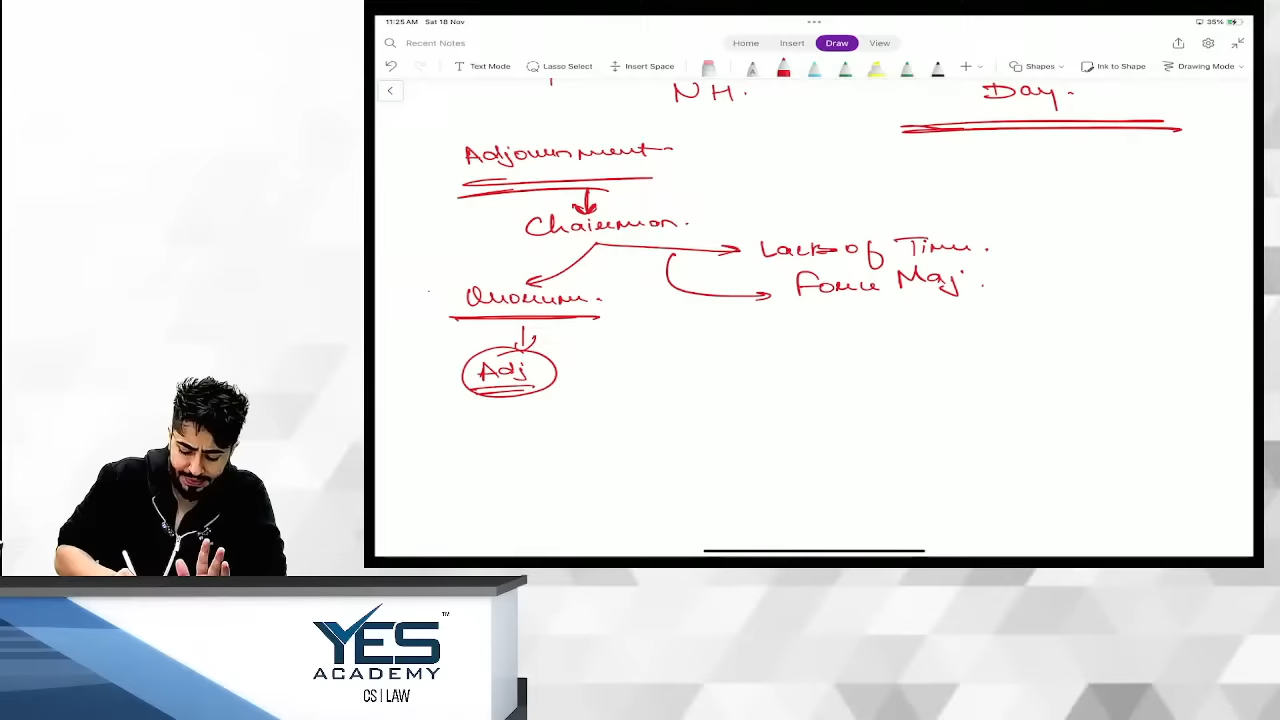 11:25 AM Sat 18 Nov
35%
Recent Notes
Home Insert Draw View
Text Mode Lasso Select Insert Space Shapes Ink to Shape Drawing Mode
NH. Day.
Adjournment
Chairman.
Lack of Time.
Force Maj.
Quorum.
Adj
YES
TM
ACADEMY
CS | LAW